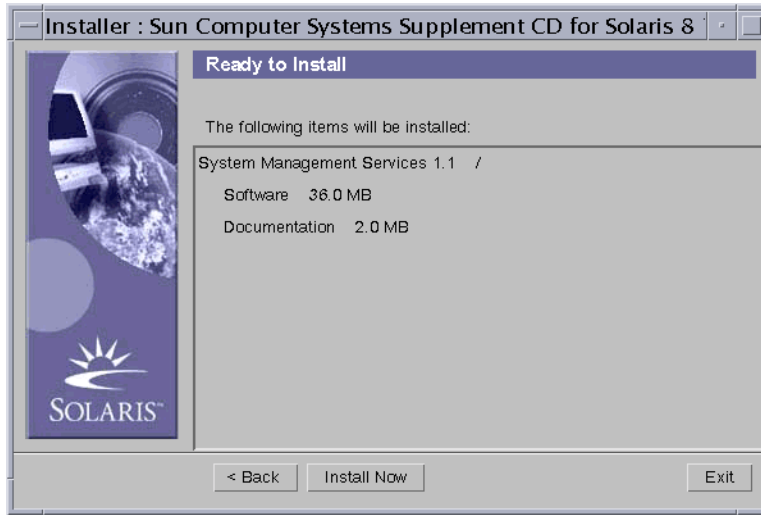 Installer : Sun Computer Systems Supplement CD for Solaris 8
Ready to Install
The following items will be installed:
System Management Services 1.1 /
Software 36.0 MB
Documentation 2.0 MB
SOLARIS™
< Back Install Now Exit